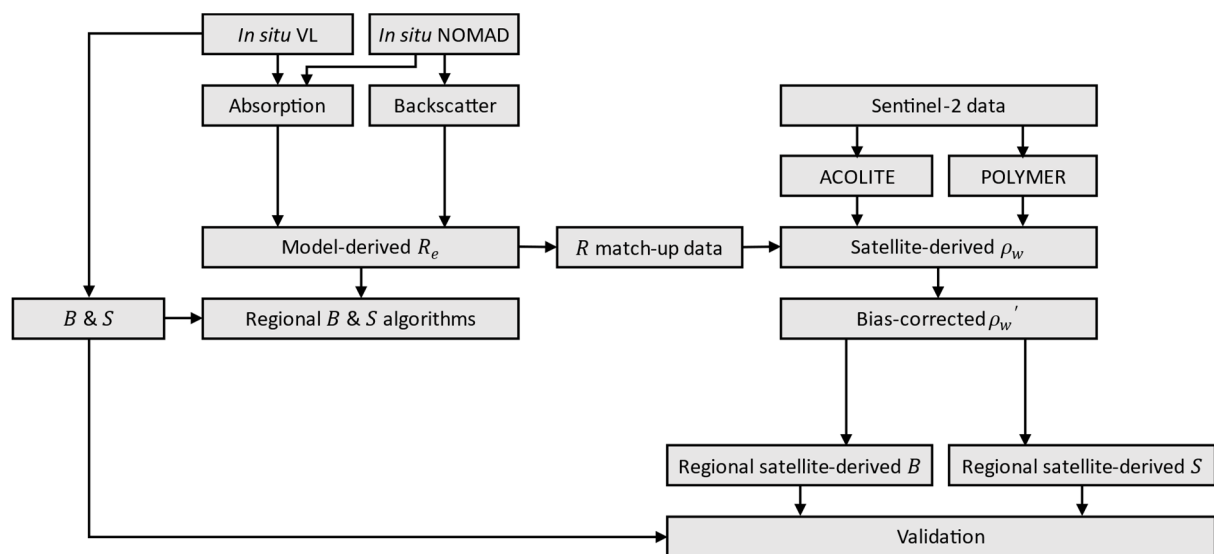 In situ VL
In situ NOMAD
Absorption
Backscatter
Sentinel-2 data
ACOLITE
POLYMER
Model-derived Rₑ
R match-up data
Satellite-derived ρ_w
B & S
Regional B & S algorithms
Bias-corrected ρ_w′
Regional satellite-derived B
Regional satellite-derived S
Validation